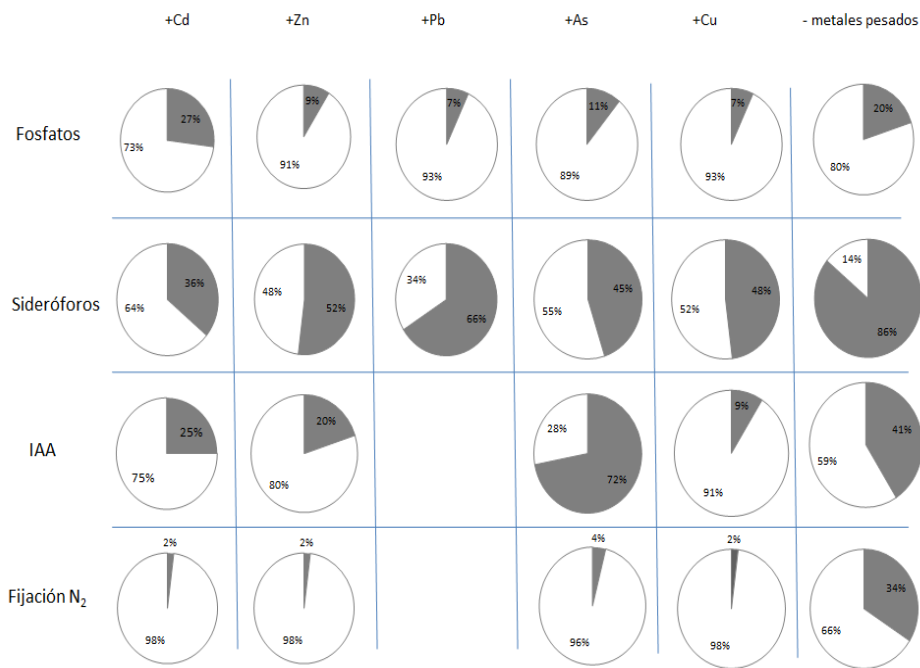 +Cd +Zn +Pb +As +Cu - metales pesados
Fosfatos 27% 73% 9% 91% 7% 93% 11% 89% 7% 93% 20% 80%
Sideróforos 36% 64% 48% 52% 34% 66% 45% 55% 48% 52% 14% 86%
IAA 25% 75% 20% 80% 28% 72% 9% 91% 41% 59%
Fijación N₂ 2% 98% 2% 98% 4% 96% 2% 98% 34% 66%